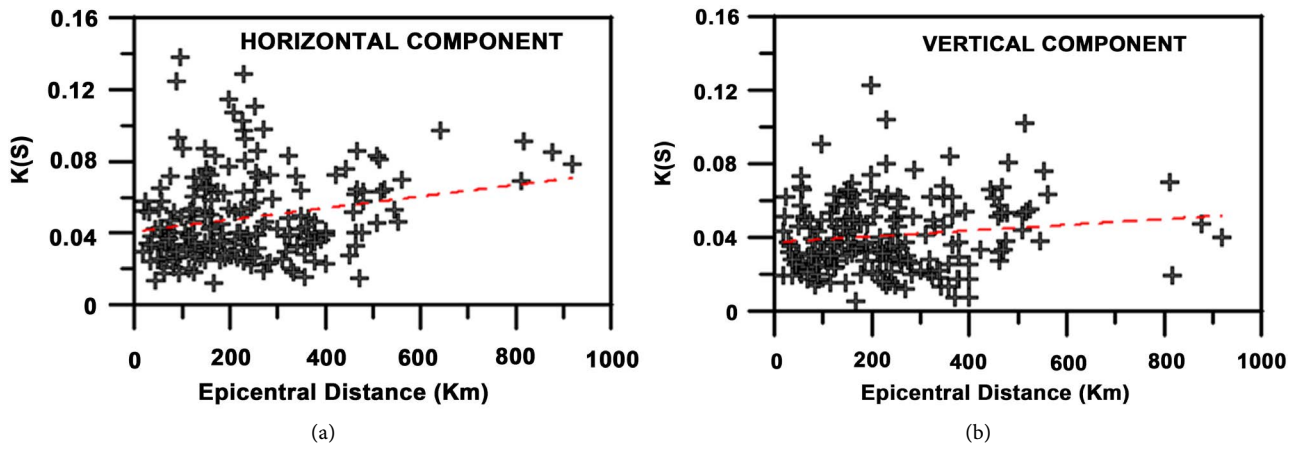 HORIZONTAL COMPONENT
K(S)
0.16
0.12
0.08
0.04
0
0 200 400 600 800 1000
Epicentral Distance (Km)
(a)
VERTICAL COMPONENT
K(S)
0.16
0.12
0.08
0.04
0
0 200 400 600 800 1000
Epicentral Distance (Km)
(b)